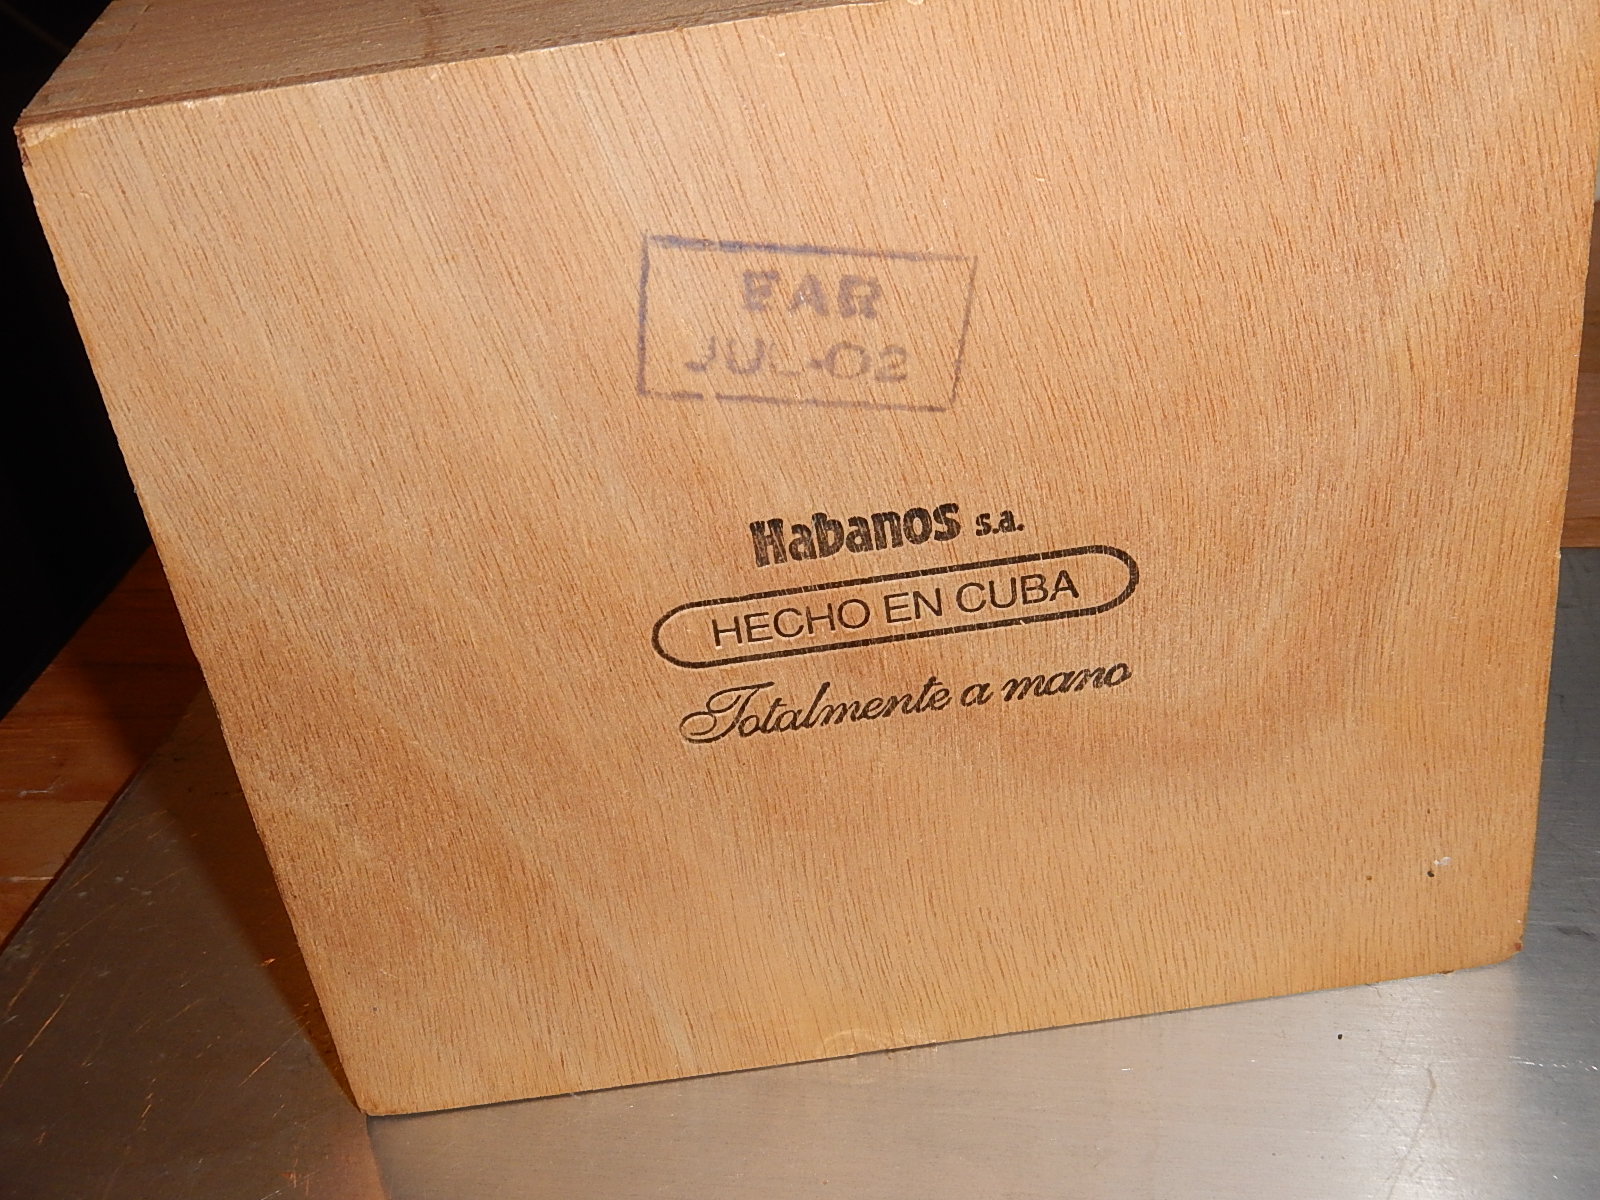 EAR
JUL-02
Habanos s.a.
HECHO EN CUBA
Totalmente a mano